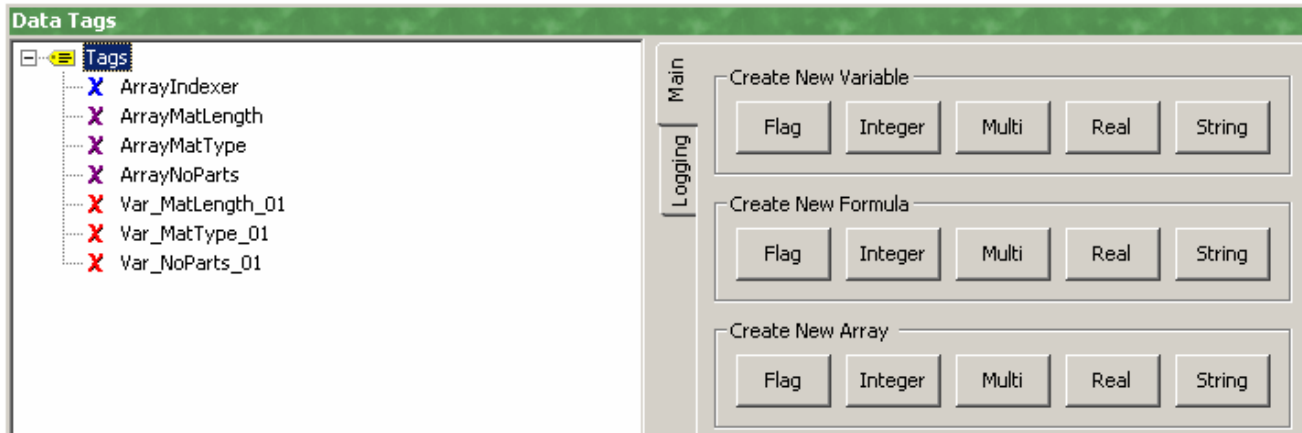 Data Tags
Tags
ArrayIndexer
ArrayMatLength
ArrayMatType
ArrayNoParts
Var_MatLength_01
Var_MatType_01
Var_NoParts_01
Main
Logging
Create New Variable
Flag Integer Multi Real String
Create New Formula
Flag Integer Multi Real String
Create New Array
Flag Integer Multi Real String